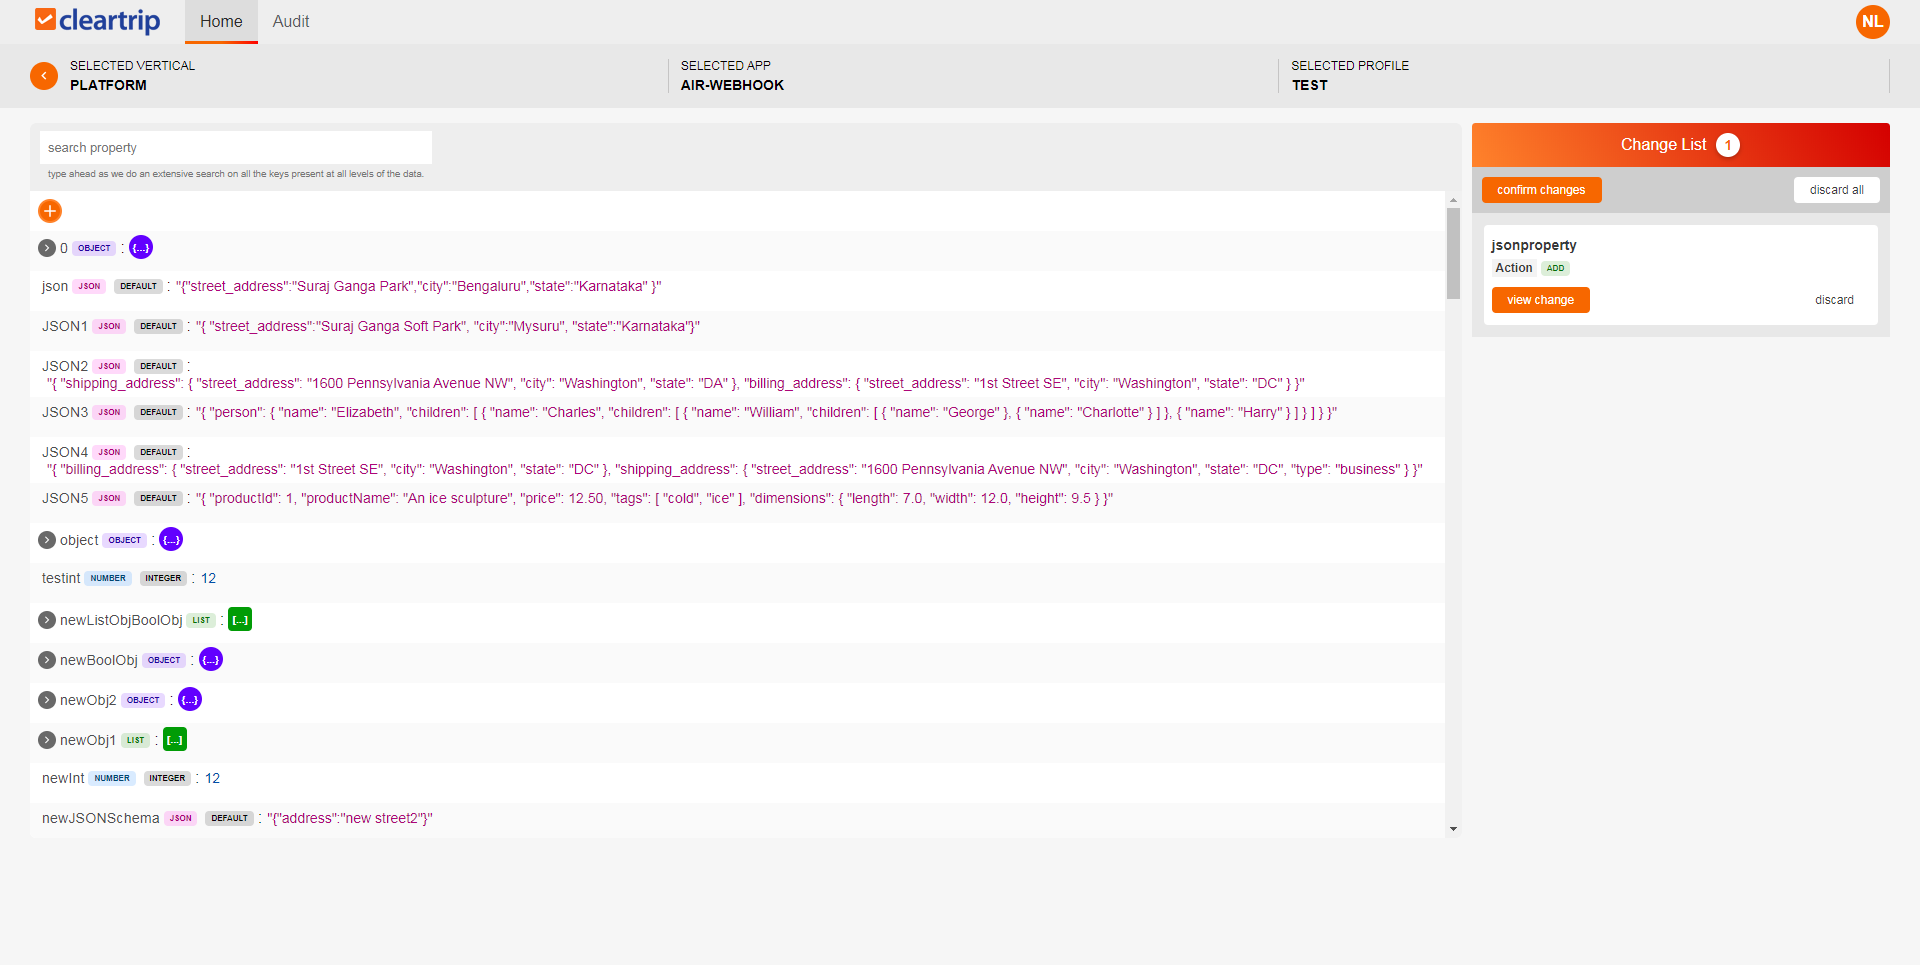 cleartrip Home Audit NL
SELECTED VERTICAL SELECTED APP SELECTED PROFILE
PLATFORM AIR-WEBHOOK TEST
search property
type ahead as we do an extensive search on all the keys present at all levels of the data.
0 OBJECT : {...}
json JSON DEFAULT : "{"street_address":"Suraj Ganga Park","city":"Bengaluru","state":"Karnataka" }"
JSON1 JSON DEFAULT : "{ "street_address":"Suraj Ganga Soft Park", "city":"Mysuru", "state":"Karnataka"}"
JSON2 JSON DEFAULT :
"{ "shipping_address": { "street_address": "1600 Pennsylvania Avenue NW", "city": "Washington", "state": "DA" }, "billing_address": { "street_address": "1st Street SE", "city": "Washington", "state": "DC" } }"
JSON3 JSON DEFAULT : "{ "person": { "name": "Elizabeth", "children": [ { "name": "Charles", "children": [ { "name": "William", "children": [ { "name": "George" }, { "name": "Charlotte" } ] }, { "name": "Harry" } ] } ] } }"
JSON4 JSON DEFAULT :
"{ "billing_address": { "street_address": "1st Street SE", "city": "Washington", "state": "DC" }, "shipping_address": { "street_address": "1600 Pennsylvania Avenue NW", "city": "Washington", "state": "DC", "type": "business" } }"
JSON5 JSON DEFAULT : "{ "productId": 1, "productName": "An ice sculpture", "price": 12.50, "tags": [ "cold", "ice" ], "dimensions": { "length": 7.0, "width": 12.0, "height": 9.5 } }"
object OBJECT : {...}
testint NUMBER INTEGER : 12
newListObjBoolObj LIST : [...]
newBoolObj OBJECT : {...}
newObj2 OBJECT : {...}
newObj1 LIST : [...]
newInt NUMBER INTEGER : 12
newJSONSchema JSON DEFAULT : "{"address":"new street2"}"
Change List 1
confirm changes discard all
jsonproperty
Action ADD
view change discard